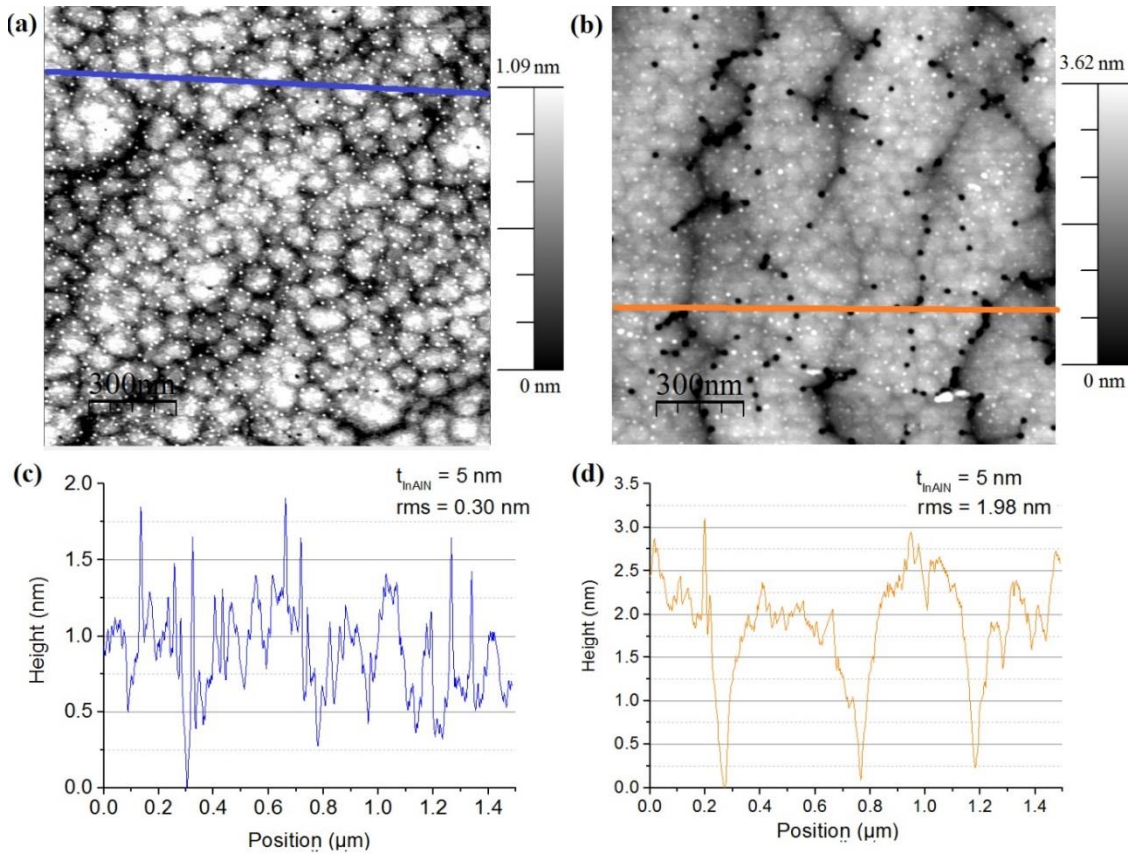 (a)
1.09 nm
0 nm
300nm
(b)
3.62 nm
0 nm
300nm
(c)
t_InAlN = 5 nm
rms = 0.30 nm
2.0
1.5
1.0
0.5
0.0
Height (nm)
0.0 0.2 0.4 0.6 0.8 1.0 1.2 1.4
Position (µm)
(d)
t_InAlN = 5 nm
rms = 1.98 nm
3.5
3.0
2.5
2.0
1.5
1.0
0.5
0.0
Height (nm)
0.0 0.2 0.4 0.6 0.8 1.0 1.2 1.4
Position (µm)